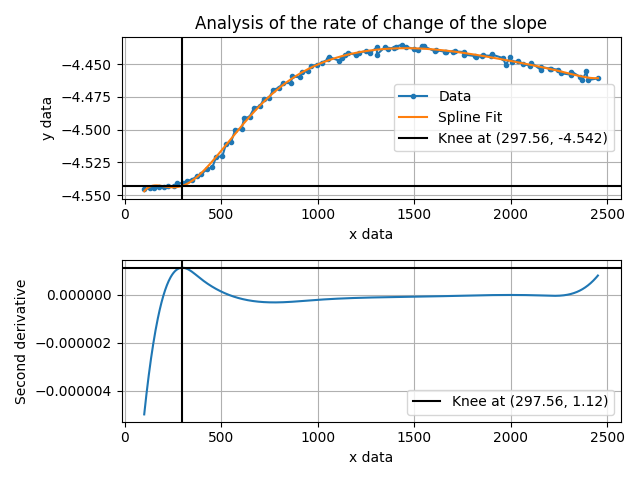 Analysis of the rate of change of the slope
y data
−4.450
−4.475
−4.500
−4.525
−4.550
Data
Spline Fit
Knee at (297.56, -4.542)
0 500 1000 1500 2000 2500
x data
Second derivative
0.000000
−0.000002
−0.000004
Knee at (297.56, 1.12)
0 500 1000 1500 2000 2500
x data